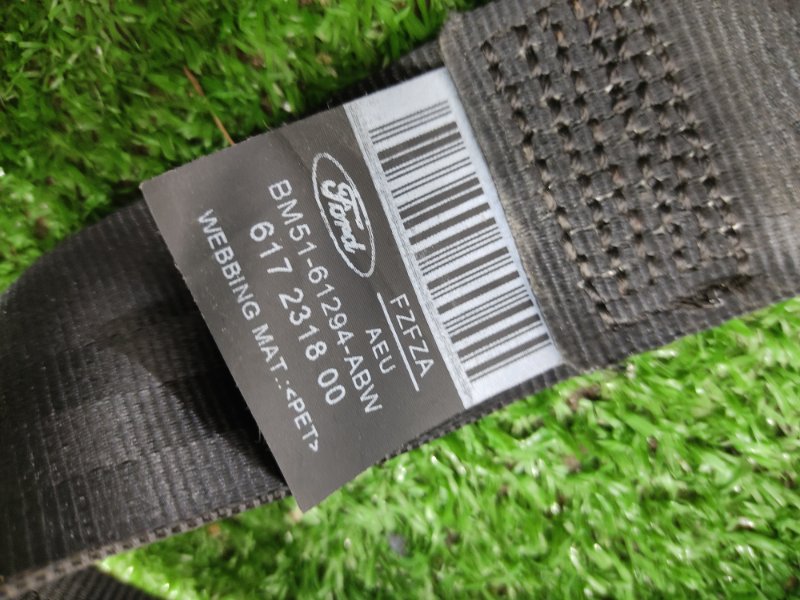 Ford
FZFZA
AEU
BM51-61294-ABW
617 2318 00
WEBBING MAT.:<PET>